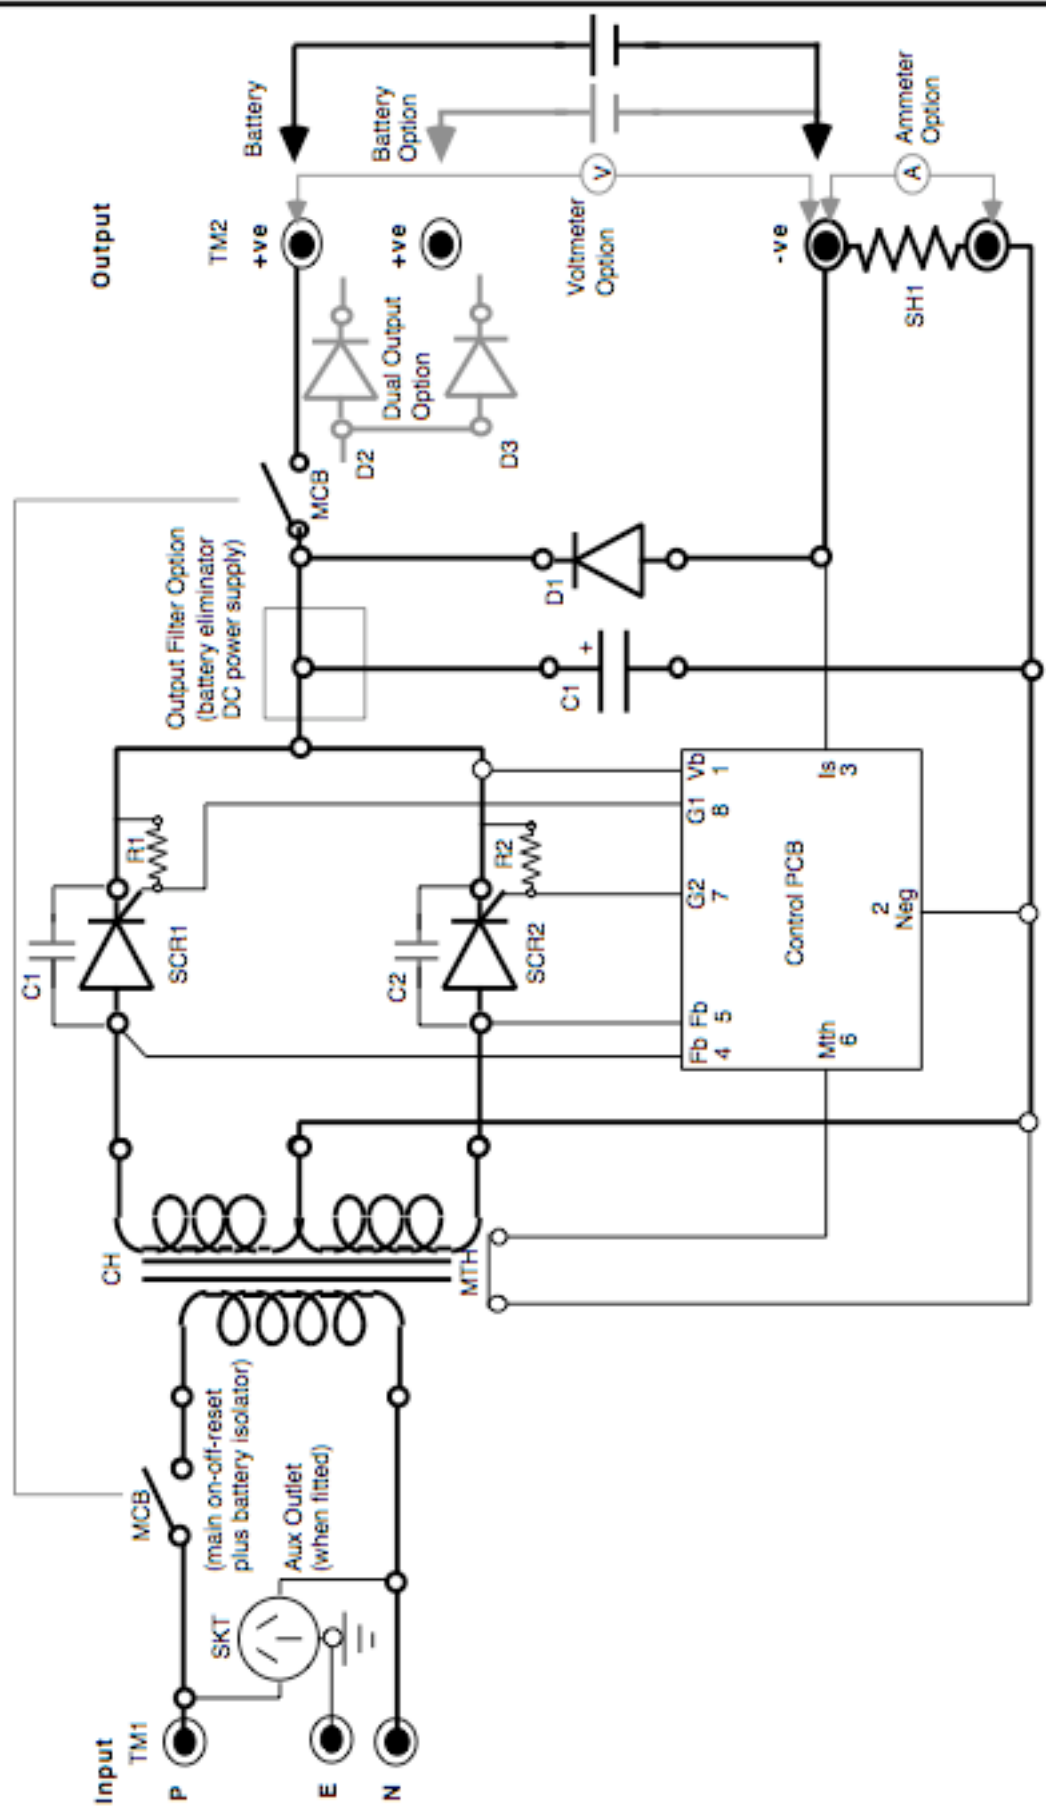 Input
TM1
P
E
N
MCB
(main on-off-reset
plus battery isolator)
SKT
Aux Outlet
(when fitted)
CH
MTH
C1
SCR1
R1
C2
SCR2
R2
Fb
4
Fb
5
G2
7
G1
8
Vb
1
Mth
6
Control PCB
2
Neg
Is
3
Output Filter Option
(battery eliminator
DC power supply)
C1
+
D1
MCB
D2
D3
Dual Output
Option
Output
TM2
+ve
+ve
-ve
SH1
Battery
Battery
Option
Voltmeter
Option
V
A
Ammeter
Option